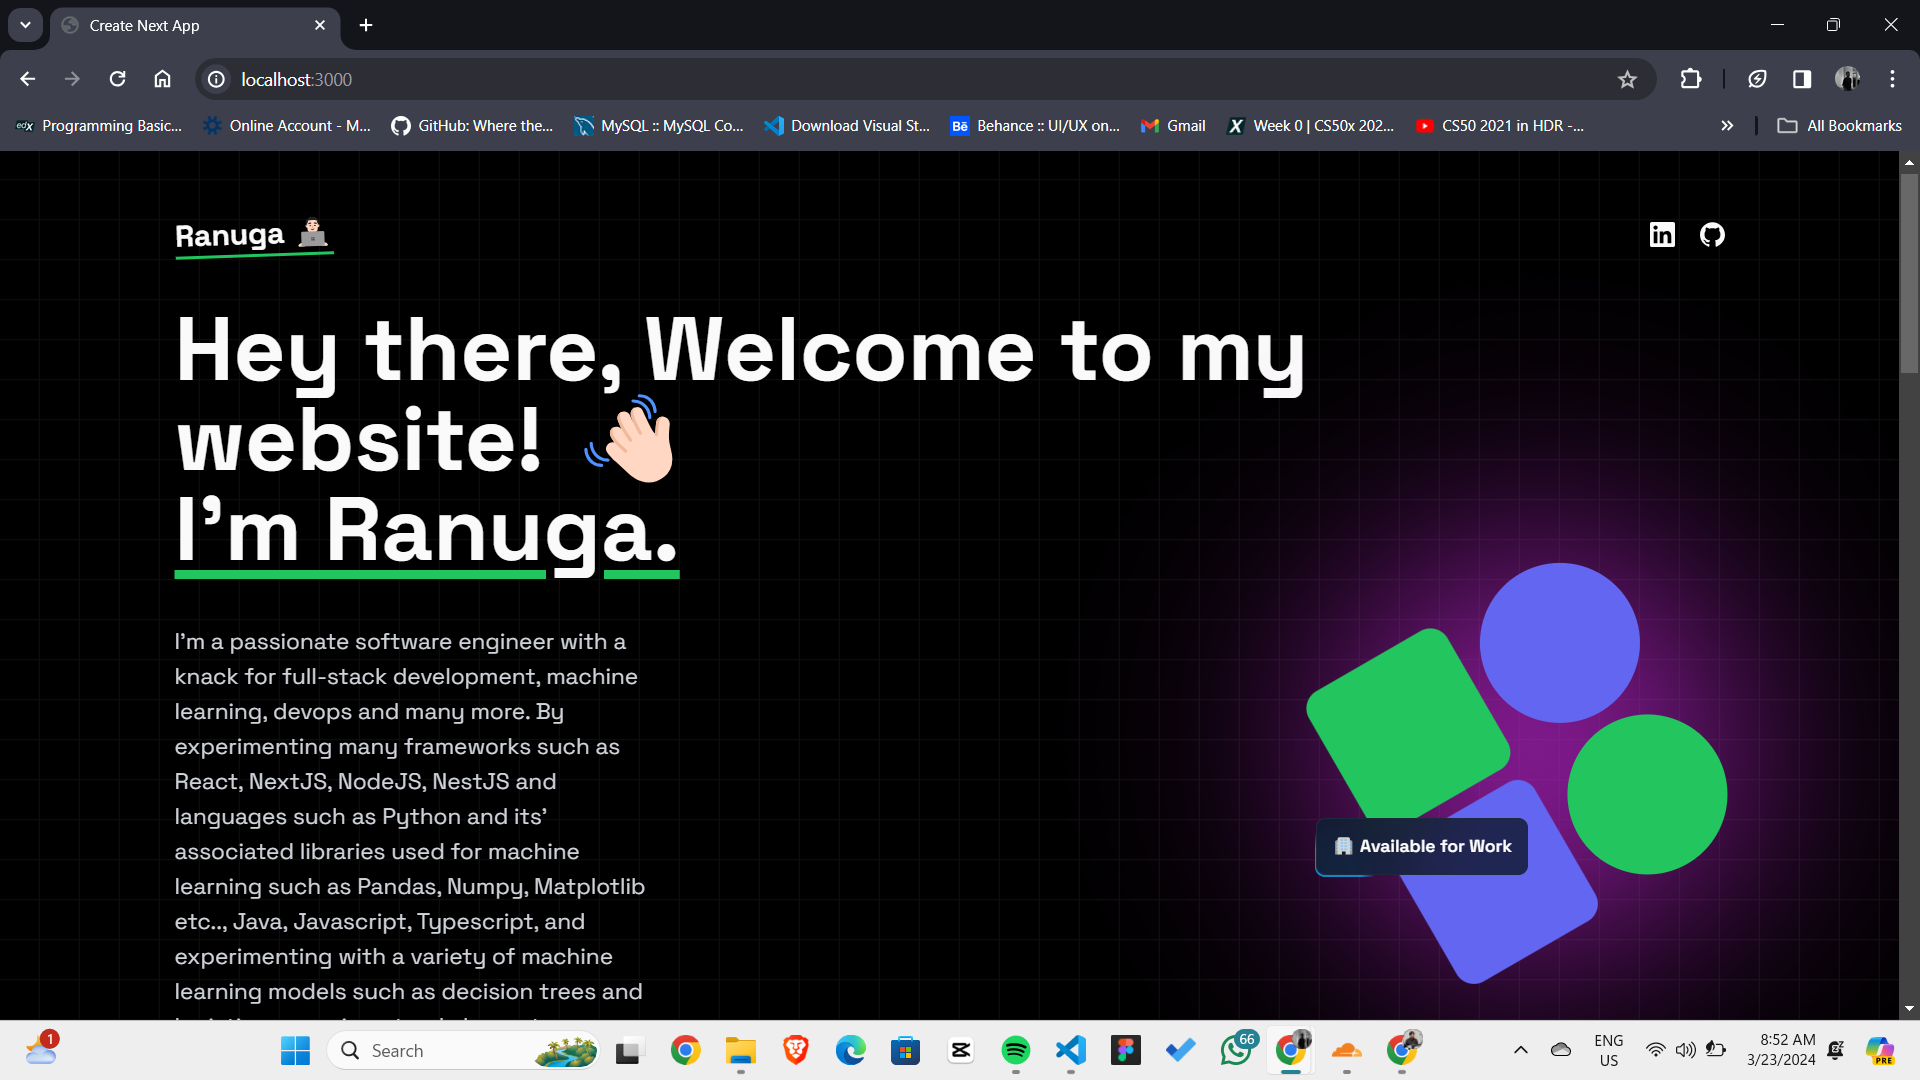 Create Next App
localhost:3000
Programming Basic...
Online Account - M...
GitHub: Where the...
MySQL :: MySQL Co...
Download Visual St...
Behance :: UI/UX on...
Gmail
Week 0 | CS50x 202...
CS50 2021 in HDR -...
All Bookmarks
Ranuga
Hey there, Welcome to my
website!
I'm Ranuga.
I'm a passionate software engineer with a
knack for full-stack development, machine
learning, devops and many more. By
experimenting many frameworks such as
React, NextJS, NodeJS, NestJS and
languages such as Python and its'
associated libraries used for machine
learning such as Pandas, Numpy, Matplotlib
etc.., Java, Javascript, Typescript, and
experimenting with a variety of machine
learning models such as decision trees and
Available for Work
1
Search
66
ENG
US
8:52 AM
3/23/2024
PRE